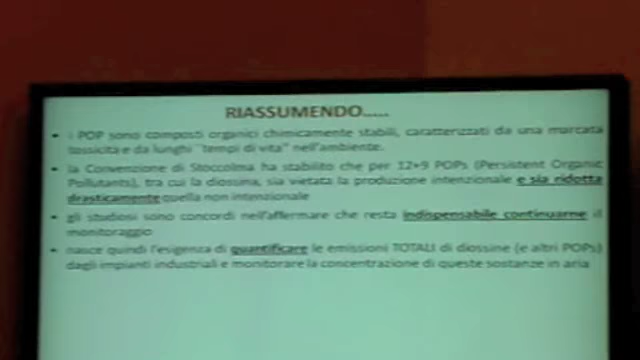 RIASSUMENDO.....
• i POP sono composti organici chimicamente stabili, caratterizzati da una marcata
tossicità e da lunghi "tempi di vita" nell'ambiente.
• la Convenzione di Stoccolma ha stabilito che per 12+9 POPs (Persistent Organic
Pollutants), tra cui la diossina, sia vietata la produzione intenzionale e sia ridotta
drasticamente quella non intenzionale
• gli studiosi sono concordi nell'affermare che resta indispensabile continuarne il
monitoraggio
• nasce quindi l'esigenza di quantificare le emissioni TOTALI di diossine (e altri POPs)
dagli impianti industriali e monitorare la concentrazione di queste sostanze in aria